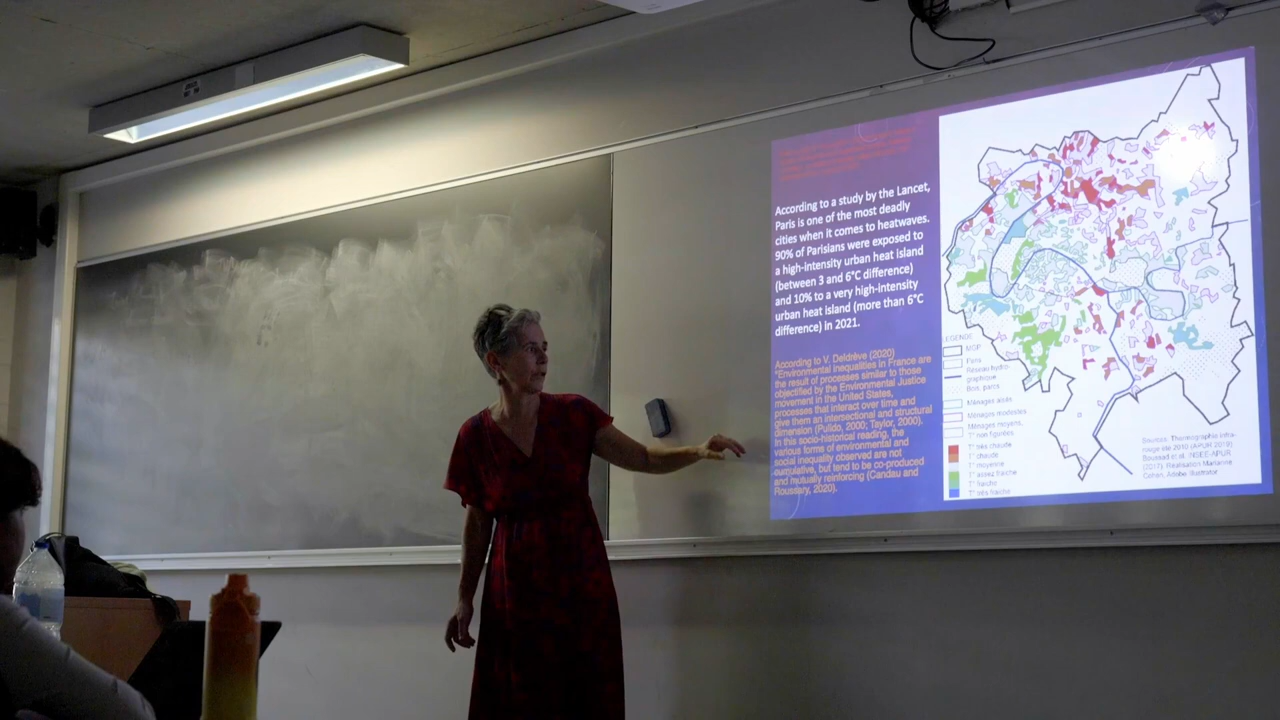 According to a study by the Lancet,
Paris is one of the most deadly
cities when it comes to heatwaves.
90% of Parisians were exposed to
a high-intensity urban heat island
(between 3 and 6°C difference)
and 10% to a very high-intensity
urban heat island (more than 6°C
difference) in 2021.
According to V. Deldrève (2020)
"Environmental inequalities in France are
the result of processes similar to those
objectified by the Environmental Justice
movement in the United States,
processes that interact over time and
give them an intersectional and structural
dimension (Pulido, 2000; Taylor, 2000).
In this socio-historical reading, the
various forms of environmental and
social inequality observed are not
cumulative, but tend to be co-produced
and mutually reinforcing (Candau and
Roussary, 2020).
LEGENDE
MGP
Paris
Réseau hydro-
graphique
Bois, parcs
Ménages aisés
Ménages modestes
Ménages moyens,
T° non figurées
T° très chaude
T° chaude
T° moyenne
T° assez fraîche
T° fraîche
T° très fraîche
Sources: Thermographie infra-
rouge été 2010 (APUR 2018)
et al. INSEE-APUR
(2017). Réalisation Marianne
Cohen, Adobe Illustrator